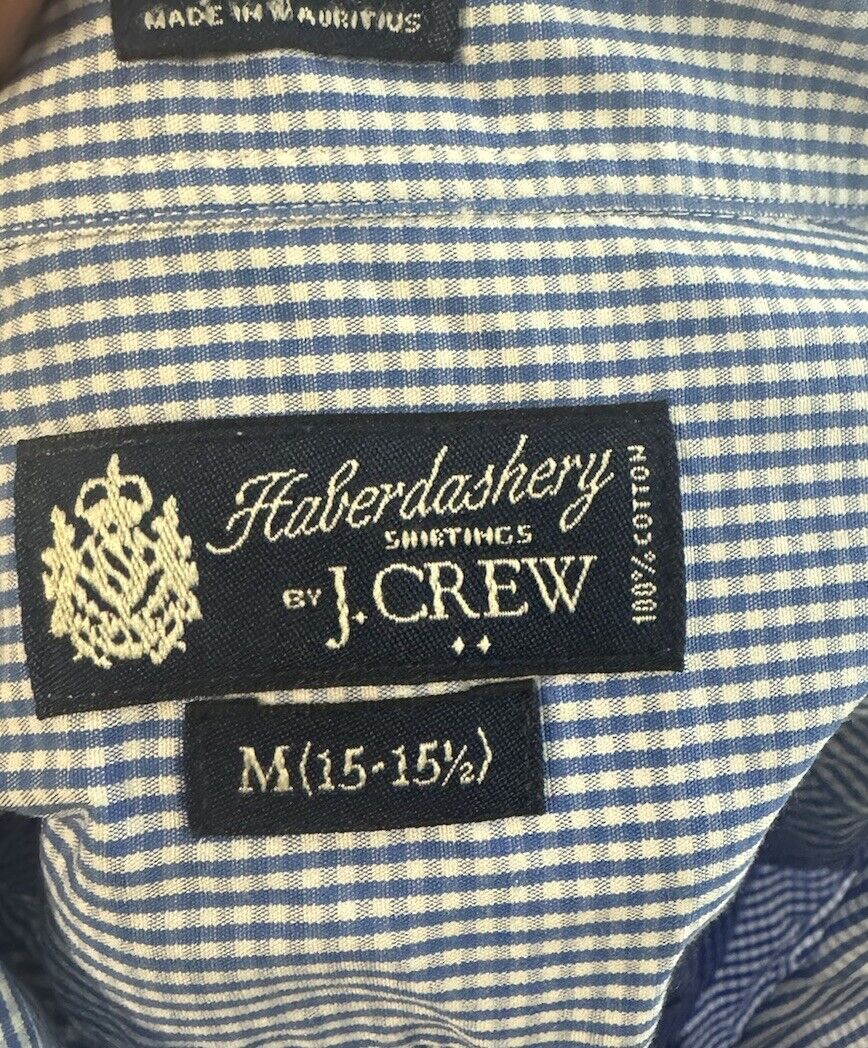 MADE IN MAURITIUS
Haberdashery
SHIRTINGS
BY J.CREW
100% COTTON
M (15-15½)